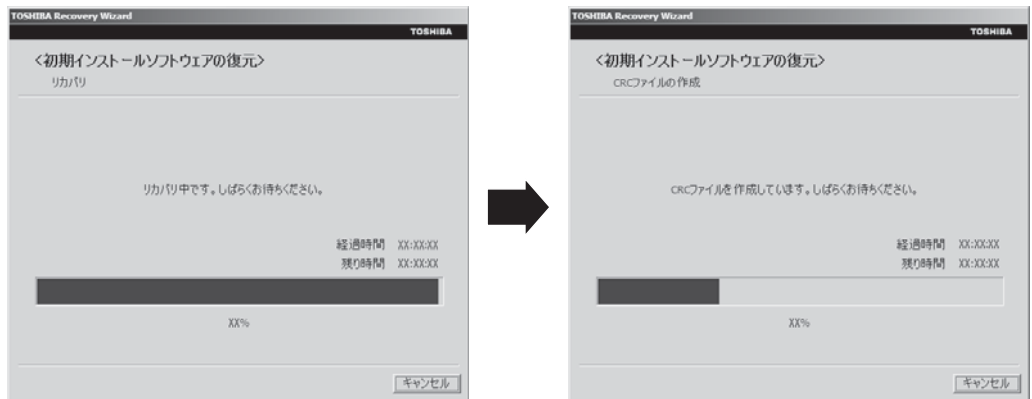 TOSHIBA Recovery Wizard
TOSHIBA
<初期インストールソフトウェアの復元>
リカバリ
リカバリ中です。しばらくお待ちください。
経過時間 XX:XX:XX
残り時間 XX:XX:XX
XX%
キャンセル
TOSHIBA Recovery Wizard
TOSHIBA
<初期インストールソフトウェアの復元>
CRCファイルの作成
CRCファイルを作成しています。しばらくお待ちください。
経過時間 XX:XX:XX
残り時間 XX:XX:XX
XX%
キャンセル